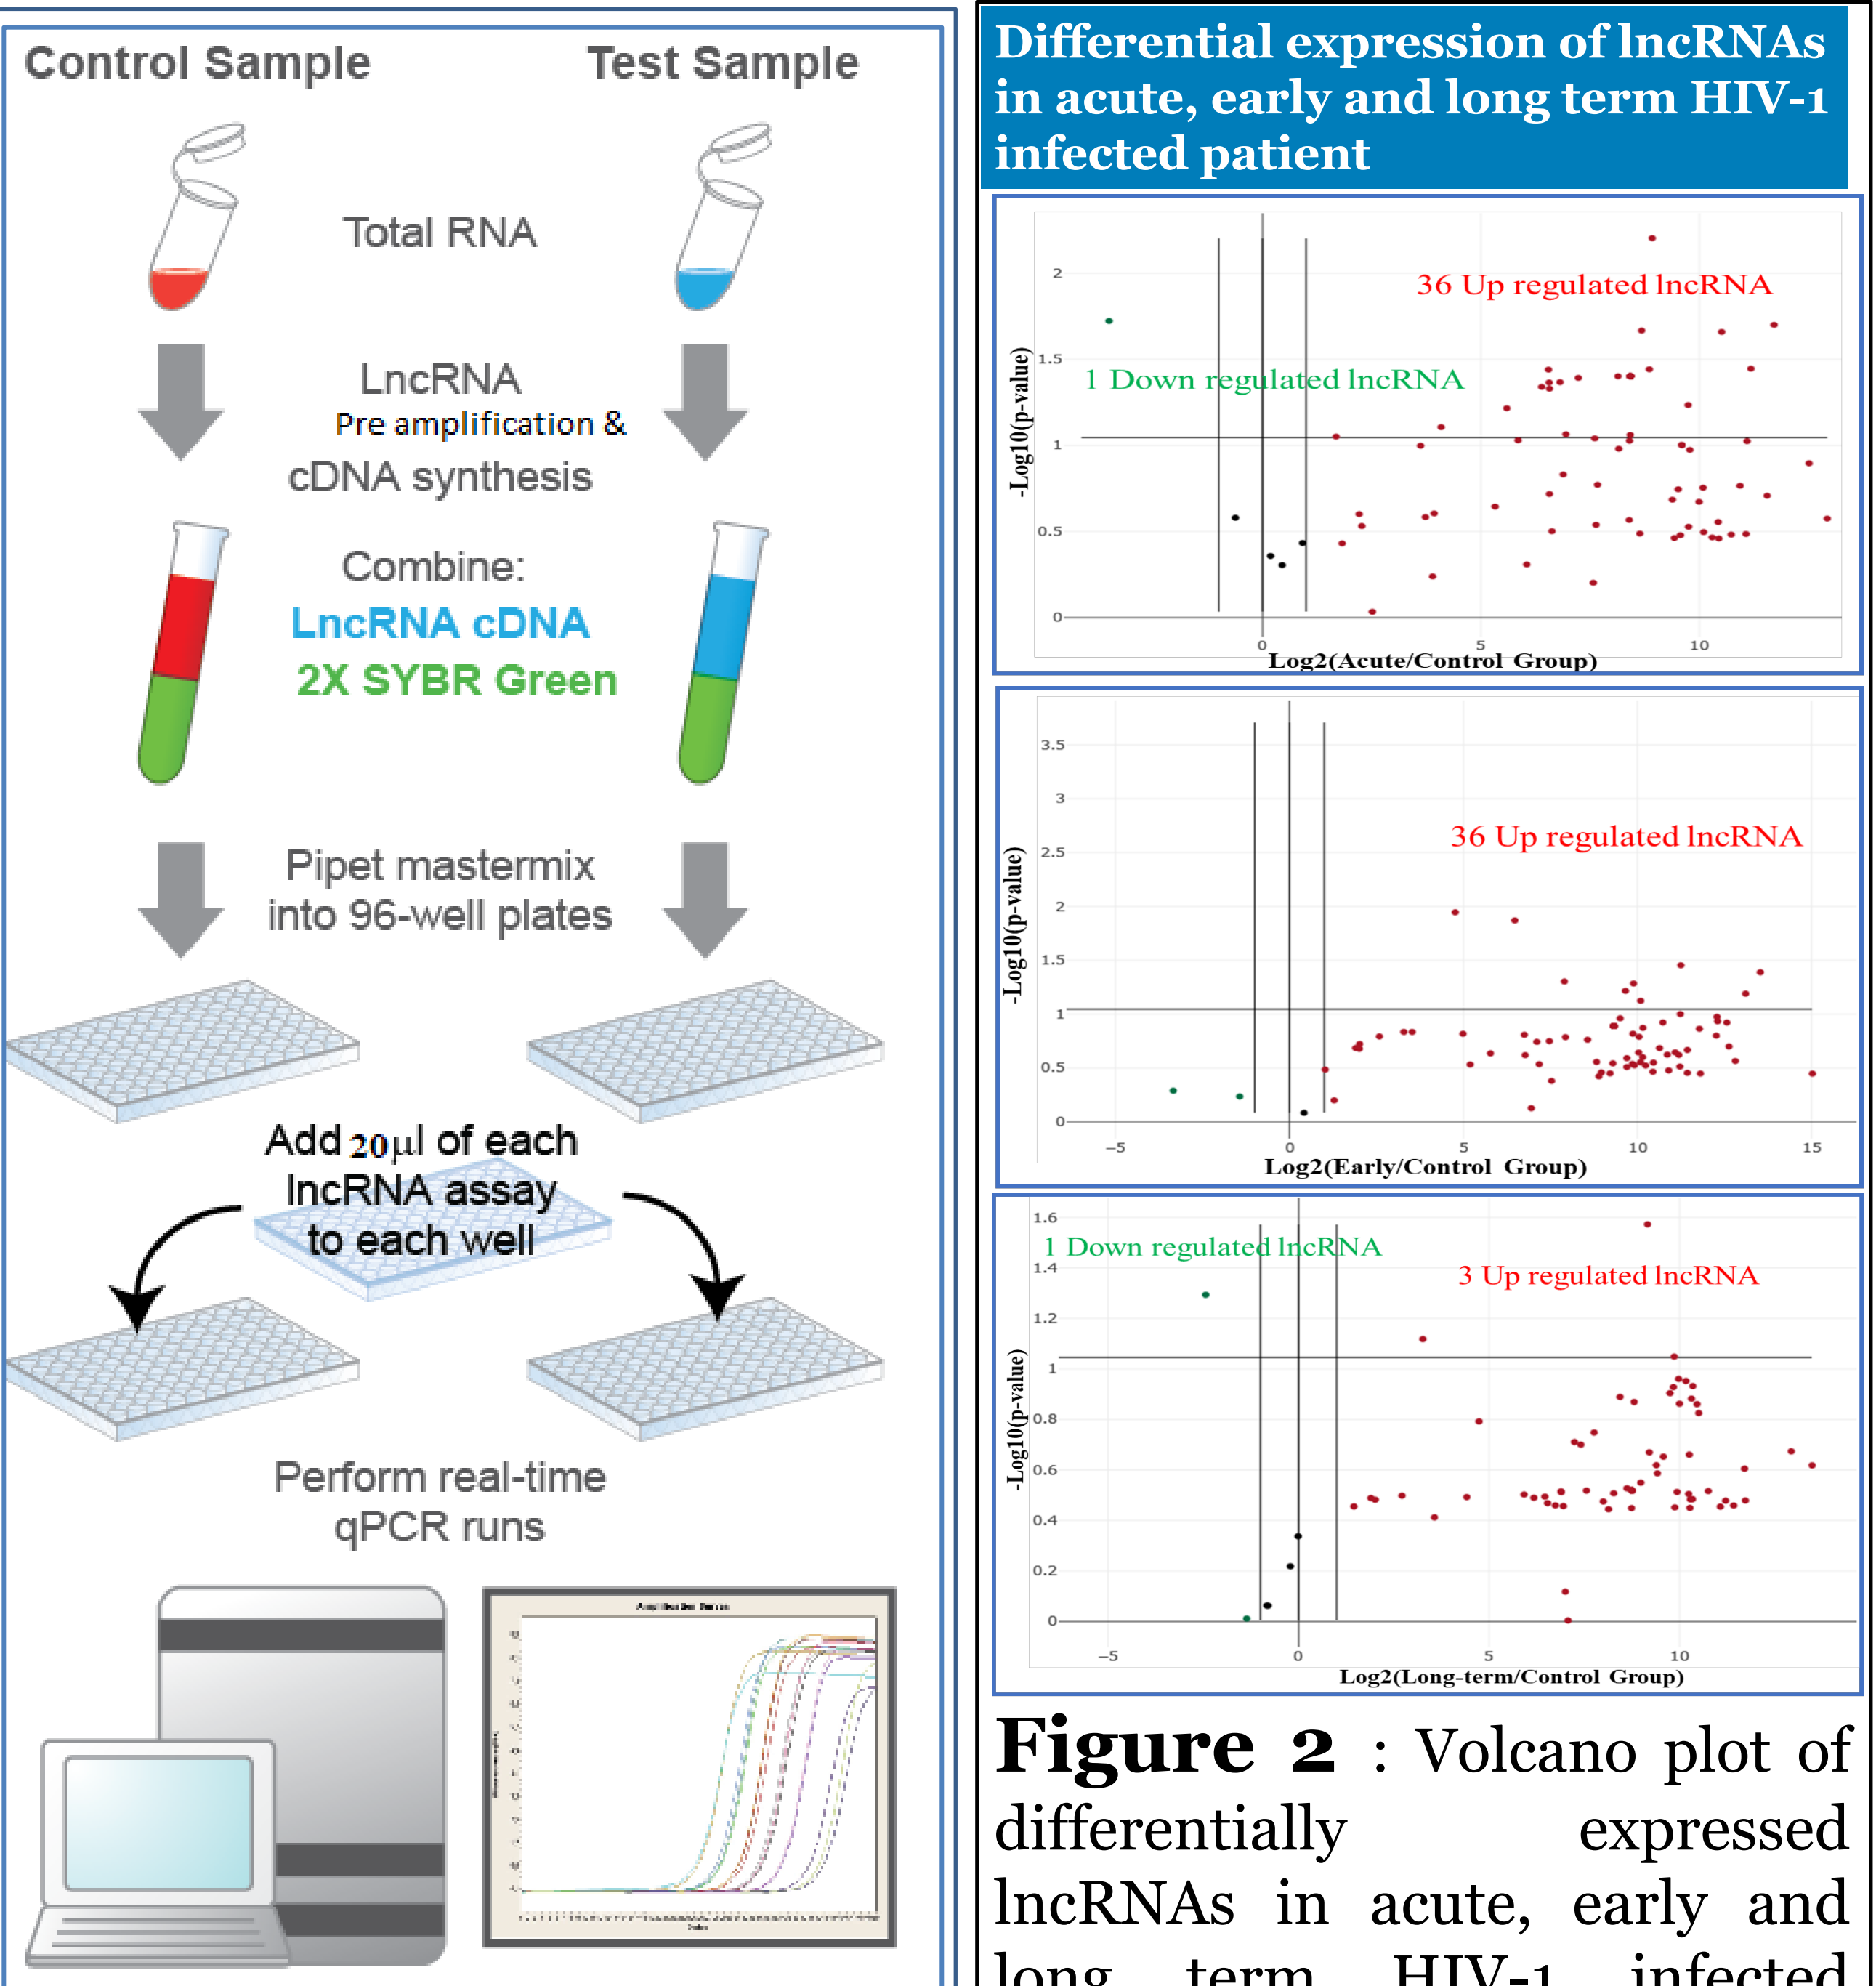 Control Sample
Test Sample
Total RNA
LncRNA
Pre amplification &
cDNA synthesis
Combine:
LncRNA cDNA
2X SYBR Green
Pipet mastermix
into 96-well plates
Add 20µl of each
lncRNA assay
to each well
Perform real-time
qPCR runs
Differential expression of lncRNAs
in acute, early and long term HIV-1
infected patient
2
1.5
1
0.5
0
-Log10(p-value)
36 Up regulated lncRNA
1 Down regulated lncRNA
0 5 10
Log2(Acute/Control Group)
3.5
3
2.5
2
1.5
1
0.5
0
-Log10(p-value)
36 Up regulated lncRNA
−5 0 5 10 15
Log2(Early/Control Group)
1.6
1.4
1.2
1
0.8
0.6
0.4
0.2
0
-Log10(p-value)
1 Down regulated lncRNA
3 Up regulated lncRNA
−5 0 5 10
Log2(Long-term/Control Group)
Figure 2 : Volcano plot of
differentially expressed
lncRNAs in acute, early and
long term HIV-1 infected